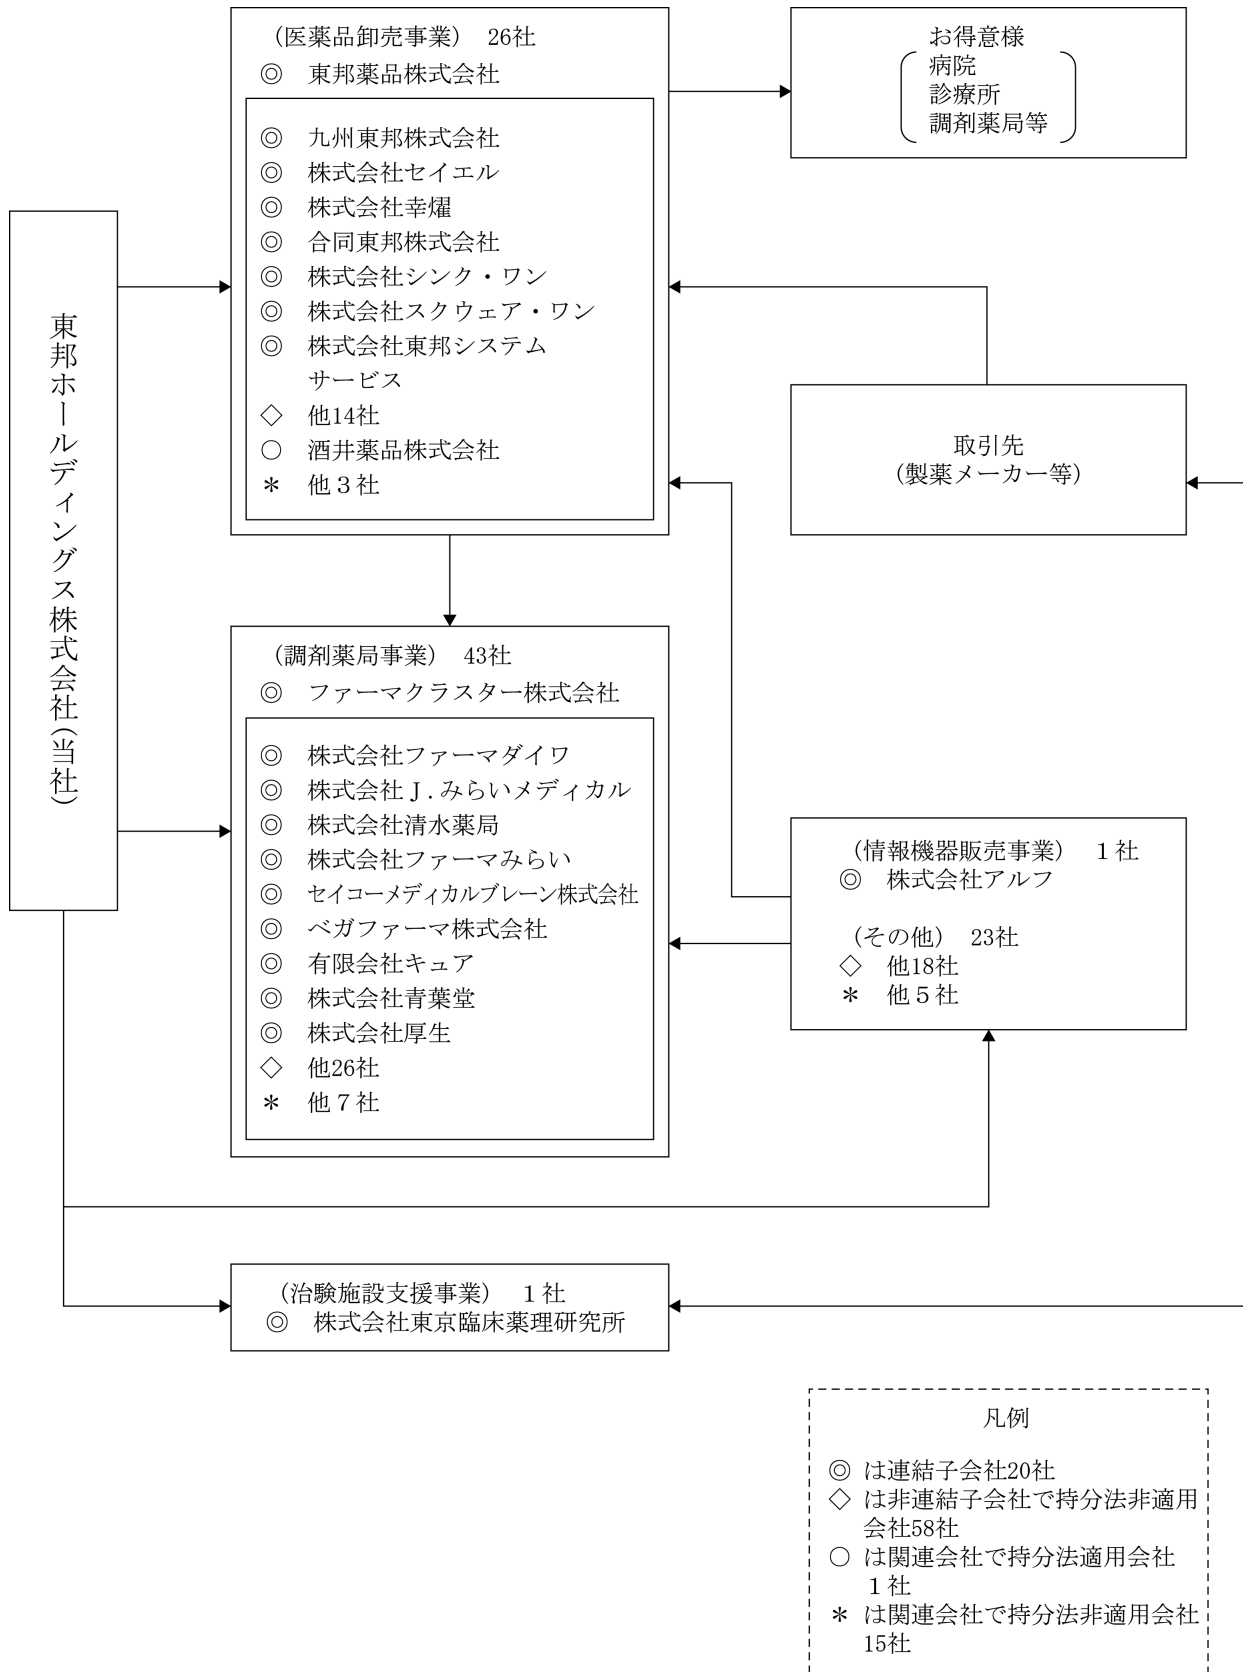 東邦ホールディングス株式会社(当社)
(医薬品卸売事業) 26社
◎ 東邦薬品株式会社
◎ 九州東邦株式会社
◎ 株式会社セイエル
◎ 株式会社幸燿
◎ 合同東邦株式会社
◎ 株式会社シンク・ワン
◎ 株式会社スクウェア・ワン
◎ 株式会社東邦システム
サービス
◇ 他14社
○ 酒井薬品株式会社
* 他3社
お得意様
病院
診療所
調剤薬局等
取引先
(製薬メーカー等)
(調剤薬局事業) 43社
◎ ファーマクラスター株式会社
◎ 株式会社ファーマダイワ
◎ 株式会社J.みらいメディカル
◎ 株式会社清水薬局
◎ 株式会社ファーマみらい
◎ セイコーメディカルブレーン株式会社
◎ ベガファーマ株式会社
◎ 有限会社キュア
◎ 株式会社青葉堂
◎ 株式会社厚生
◇ 他26社
* 他7社
(情報機器販売事業) 1社
◎ 株式会社アルフ
(その他) 23社
◇ 他18社
* 他5社
(治験施設支援事業) 1社
◎ 株式会社東京臨床薬理研究所
凡例
◎ は連結子会社20社
◇ は非連結子会社で持分法非適用
会社58社
○ は関連会社で持分法適用会社
1社
* は関連会社で持分法非適用会社
15社